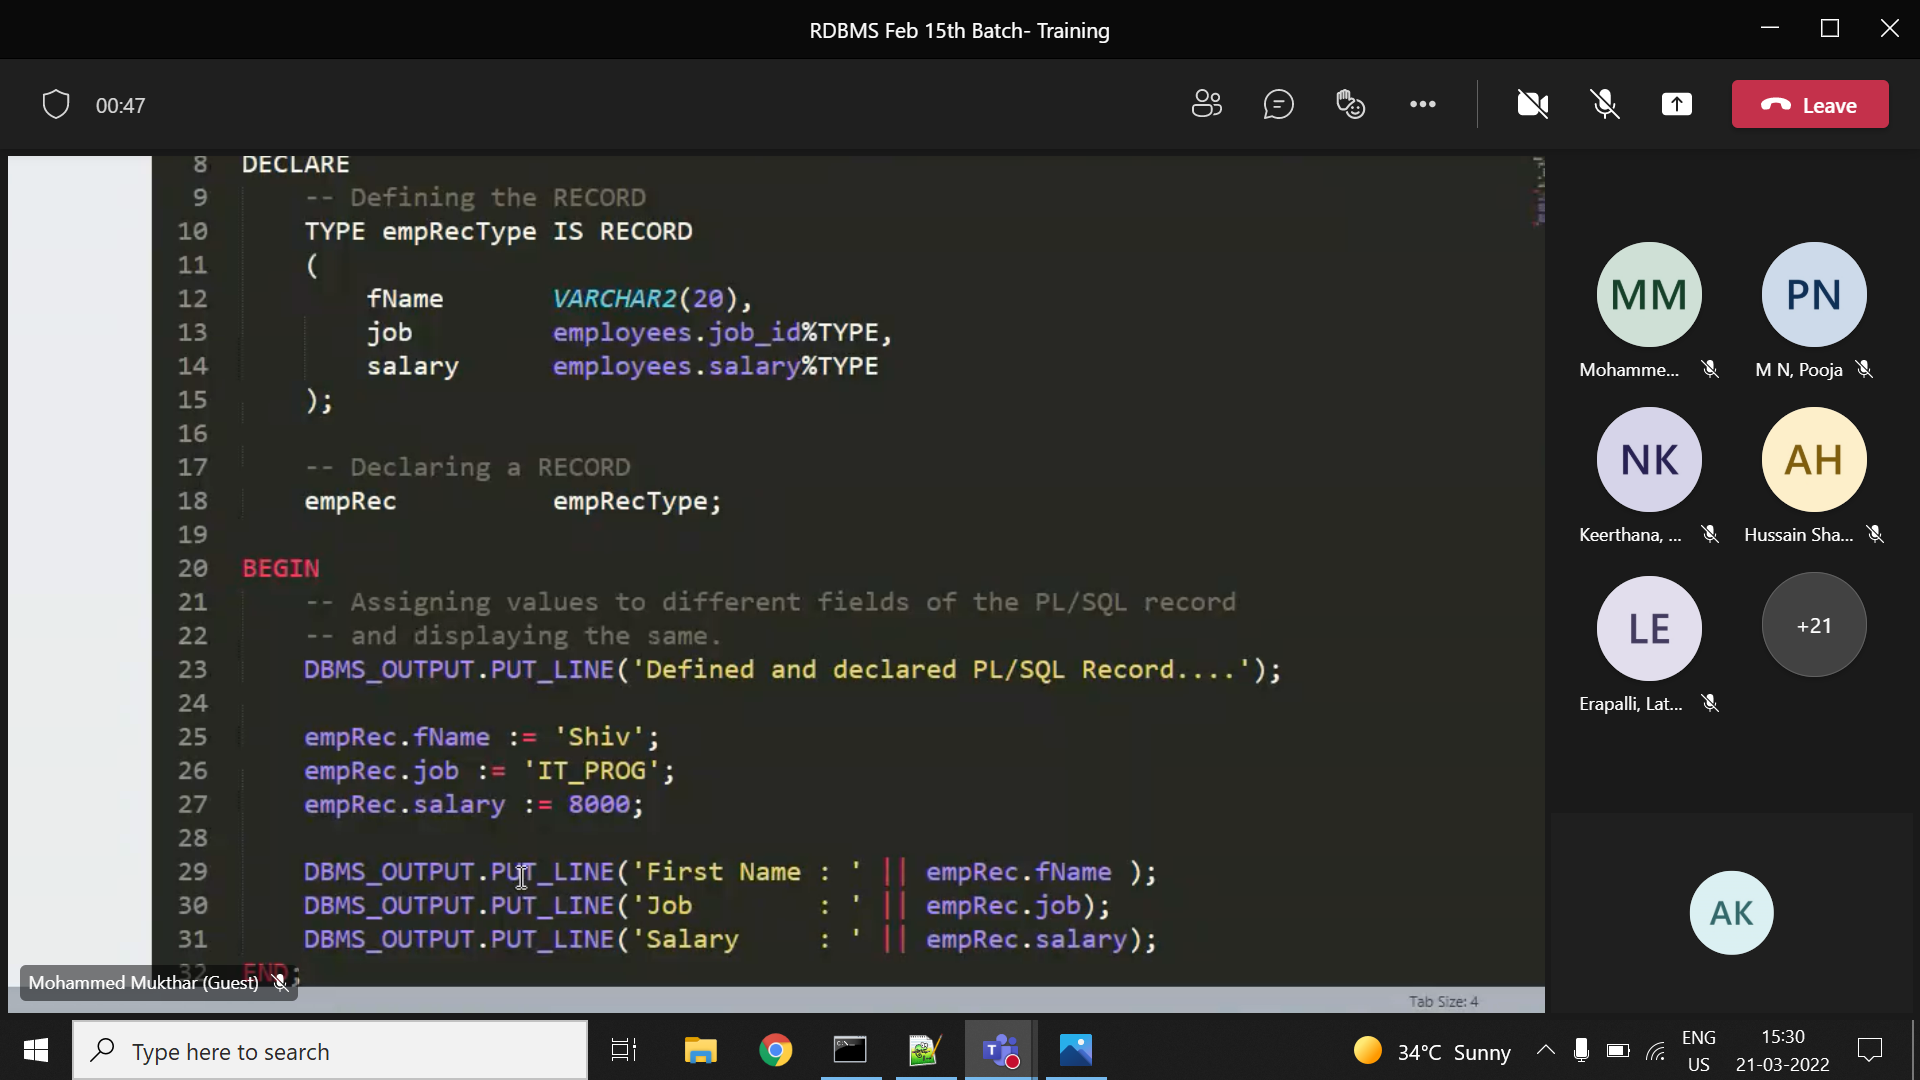 RDBMS Feb 15th Batch- Training
00:47
Leave
8 DECLARE
9 -- Defining the RECORD
10 TYPE empRecType IS RECORD
11 (
12 fName VARCHAR2(20),
13 job employees.job_id%TYPE,
14 salary employees.salary%TYPE
15 );
16
17 -- Declaring a RECORD
18 empRec empRecType;
19
20 BEGIN
21 -- Assigning values to different fields of the PL/SQL record
22 -- and displaying the same.
23 DBMS_OUTPUT.PUT_LINE('Defined and declared PL/SQL Record....');
24
25 empRec.fName := 'Shiv';
26 empRec.job := 'IT_PROG';
27 empRec.salary := 8000;
28
29 DBMS_OUTPUT.PUT_LINE('First Name : ' || empRec.fName );
30 DBMS_OUTPUT.PUT_LINE('Job : ' || empRec.job);
31 DBMS_OUTPUT.PUT_LINE('Salary : ' || empRec.salary);
32 END;
Mohammed Mukthar (Guest)
Tab Size: 4
MM
Mohamme...
PN
M N, Pooja
NK
Keerthana, ...
AH
Hussain Sha...
LE
Erapalli, Lat...
+21
AK
Type here to search
34°C Sunny
ENG
US
15:30
21-03-2022